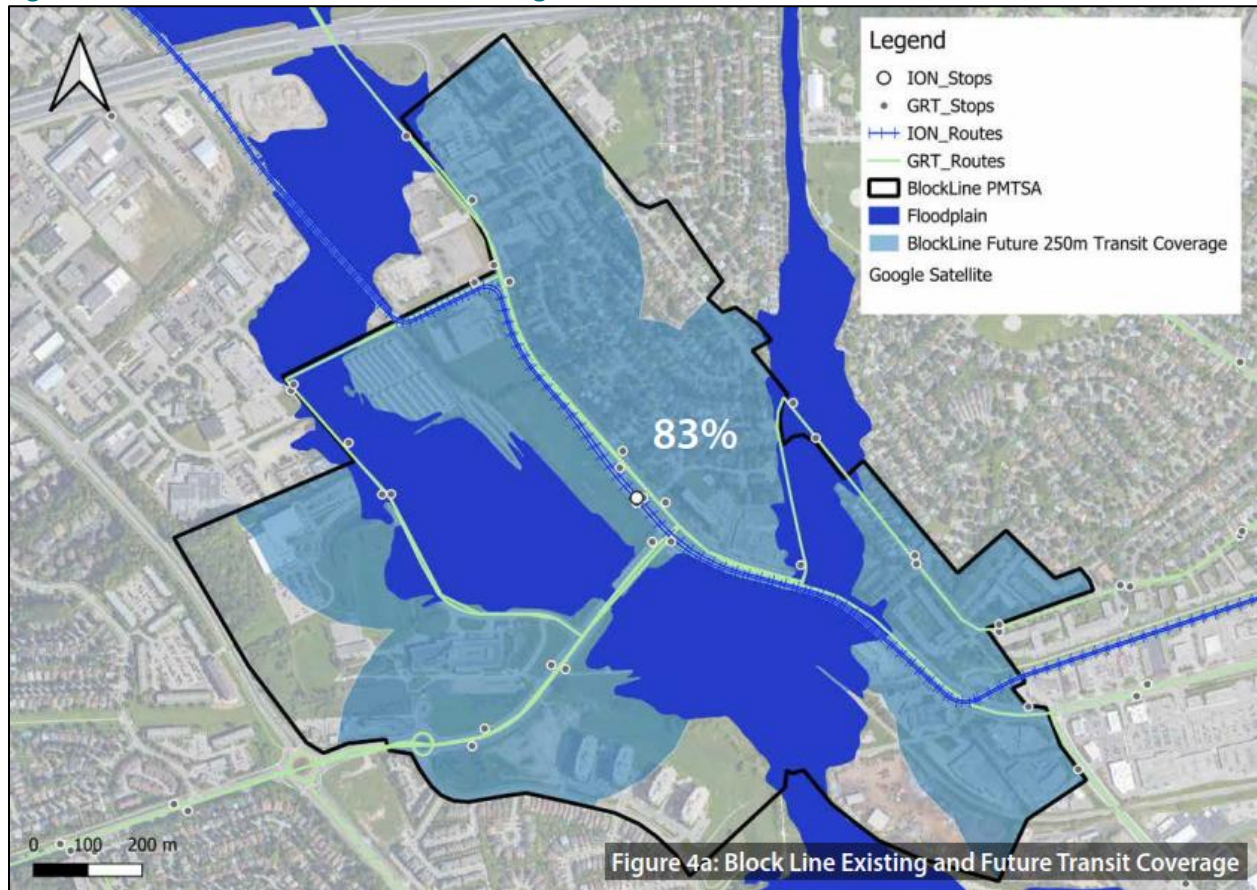 Legend
ION_Stops
GRT_Stops
ION_Routes
GRT_Routes
BlockLine PMTSA
Floodplain
BlockLine Future 250m Transit Coverage
Google Satellite
83%
0 100 200 m
Figure 4a: Block Line Existing and Future Transit Coverage